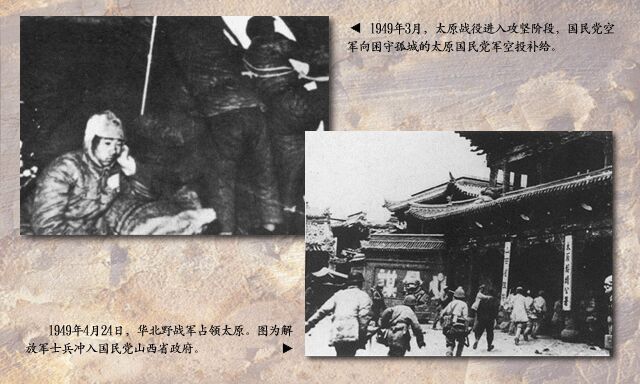 ◀ 1949年3月，太原战役进入攻坚阶段，国民党空
军向困守孤城的太原国民党军空投补给。
1949年4月24日，华北野战军占领太原。图为解
放军士兵冲入国民党山西省政府。 ▶